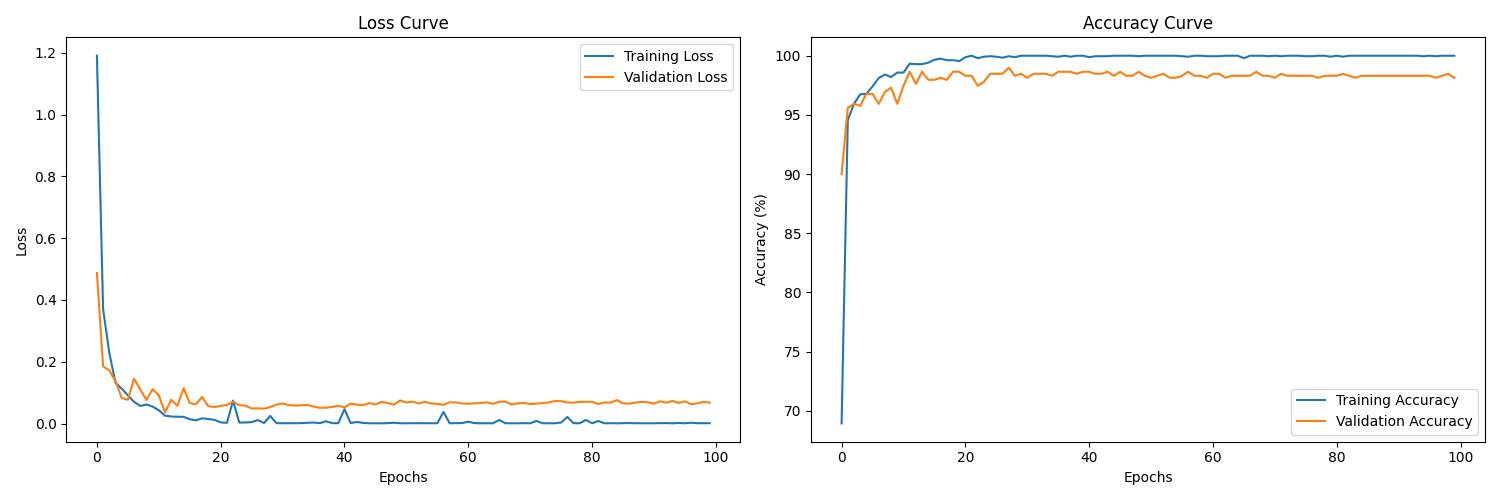 Loss Curve
Training Loss
Validation Loss
1.2
1.0
0.8
0.6
0.4
0.2
0.0
Loss
0 20 40 60 80 100
Epochs
Accuracy Curve
100
95
90
85
80
75
70
Accuracy (%)
Training Accuracy
Validation Accuracy
0 20 40 60 80 100
Epochs